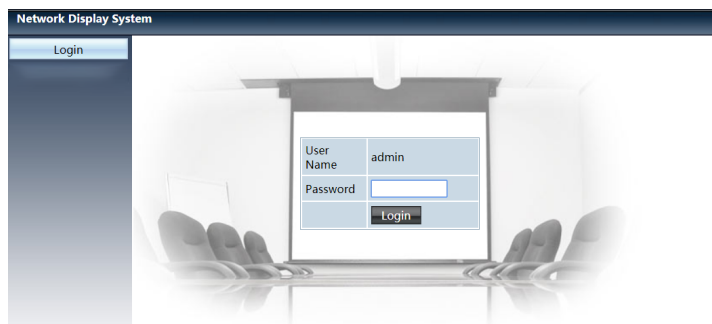 Network Display System
Login
User
Name
admin
Password
Login